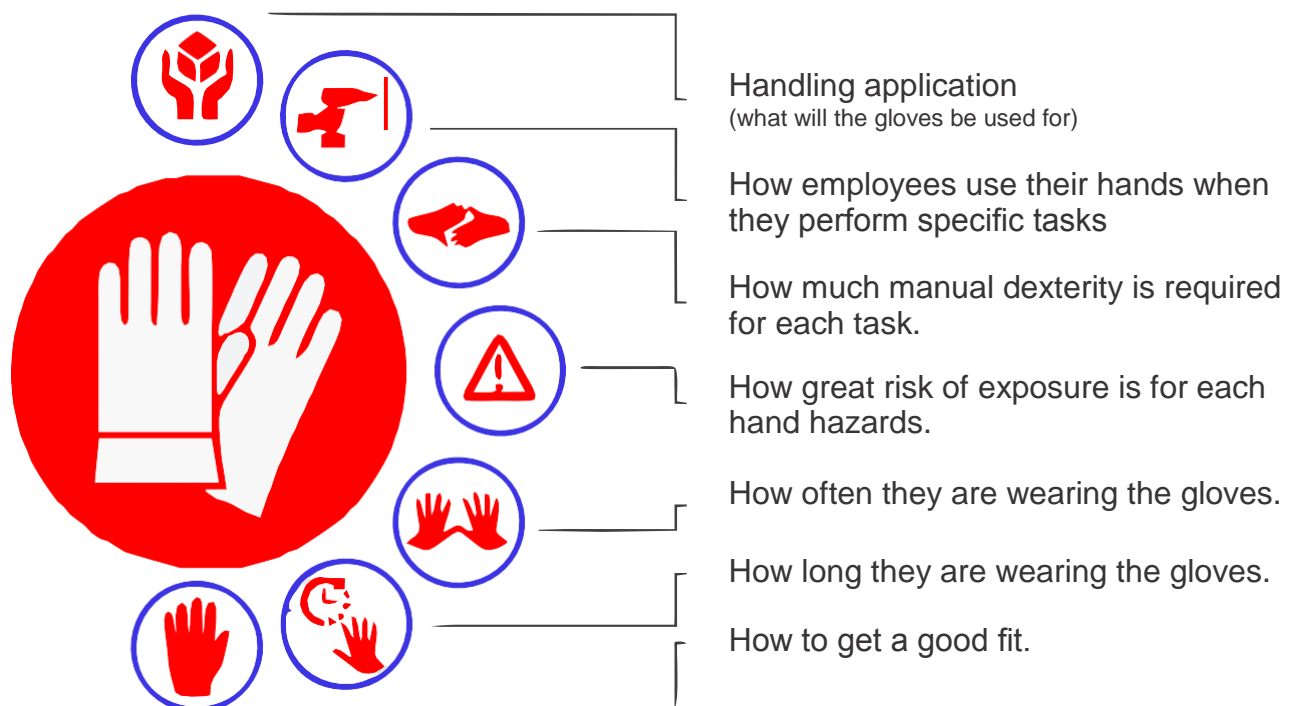 Handling application
(what will the gloves be used for)
How employees use their hands when
they perform specific tasks
How much manual dexterity is required
for each task.
How great risk of exposure is for each
hand hazards.
How often they are wearing the gloves.
How long they are wearing the gloves.
How to get a good fit.